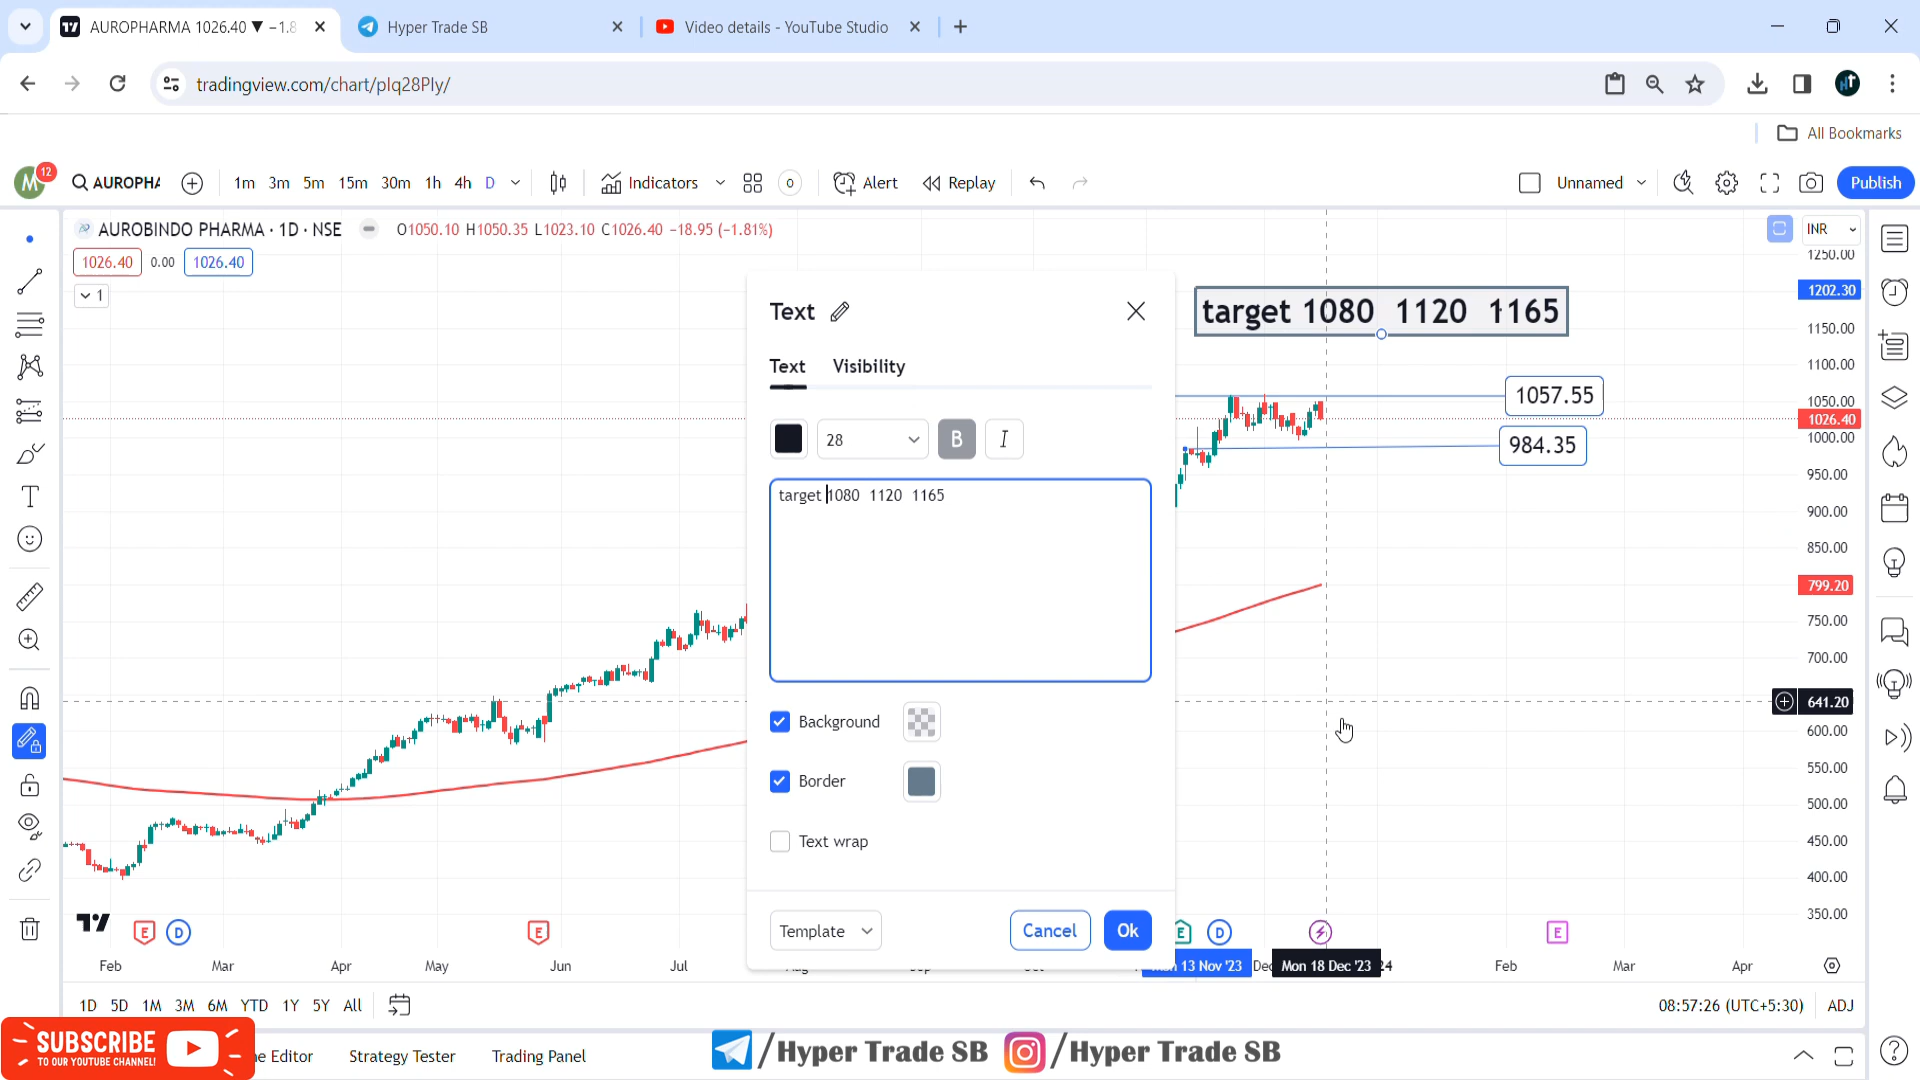 AUROPHARMA 1026.40 ▼ −1.8
Hyper Trade SB
Video details - YouTube Studio
tradingview.com/chart/
All Bookmarks
M
12
AUROPHA
1m 3m 5m 15m 30m 1h 4h D
Indicators
0
Alert
Replay
Unnamed
Publish
AUROBINDO PHARMA · 1D · NSE
O1050.10 H1050.35 L1023.10 C1026.40 −18.95 (−1.81%)
INR
1026.40 0.00 1026.40
1
1250.00
1202.30
1150.00
1100.00
1050.00
1026.40
1000.00
950.00
900.00
850.00
799.20
750.00
700.00
641.20
600.00
550.00
500.00
450.00
400.00
350.00
target 1080 1120 1165
1057.55
984.35
Text
Text Visibility
28 B I
target 1080 1120 1165
Background
Border
Text wrap
Template
Cancel
Ok
E D E E D E
Feb Mar Apr May Jun Jul
13 Nov '23 Dec Mon 18 Dec '23 24 Feb Mar Apr
1D 5D 1M 3M 6M YTD 1Y 5Y All
08:57:26 (UTC+5:30) ADJ
SUBSCRIBE
TO OUR YOUTUBE CHANNEL!
ne Editor Strategy Tester Trading Panel
/Hyper Trade SB /Hyper Trade SB